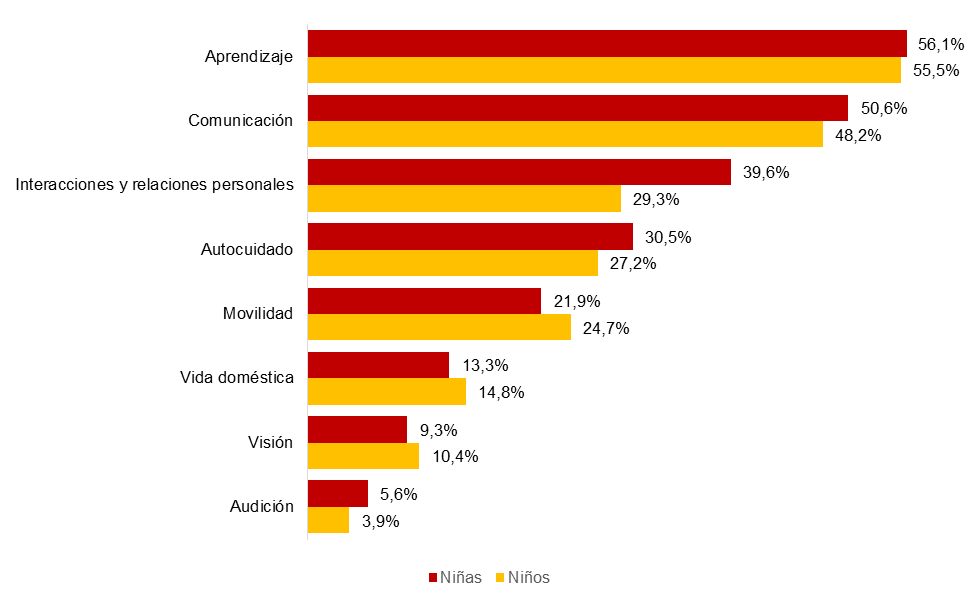 Aprendizaje
56,1%
55,5%
Comunicación
50,6%
48,2%
Interacciones y relaciones personales
39,6%
29,3%
Autocuidado
30,5%
27,2%
Movilidad
21,9%
24,7%
Vida doméstica
13,3%
14,8%
Visión
9,3%
10,4%
Audición
5,6%
3,9%
Niñas Niños